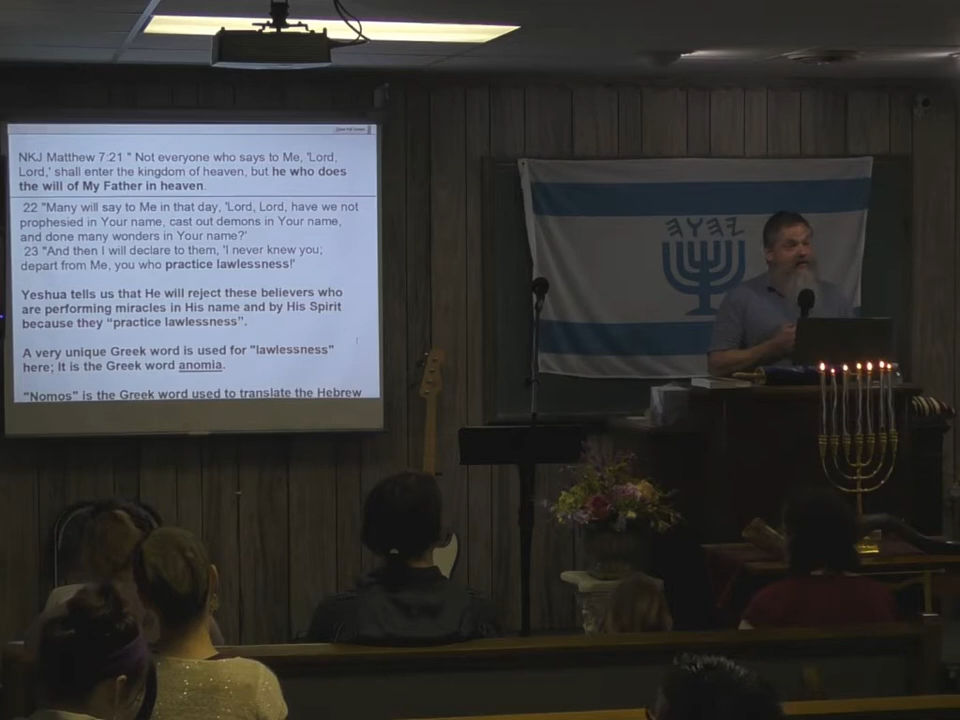 NKJ Matthew 7:21 " Not everyone who says to Me, 'Lord,
Lord,' shall enter the kingdom of heaven, but he who does
the will of My Father in heaven.
22 "Many will say to Me in that day, 'Lord, Lord, have we not
prophesied in Your name, cast out demons in Your name,
and done many wonders in Your name?'
23 "And then I will declare to them, 'I never knew you;
depart from Me, you who practice lawlessness!'
Yeshua tells us that He will reject these believers who
are performing miracles in His name and by His Spirit
because they “practice lawlessness”.
A very unique Greek word is used for "lawlessness"
here; It is the Greek word anomia.
"Nomos" is the Greek word used to translate the Hebrew
𐤉𐤄𐤅𐤄